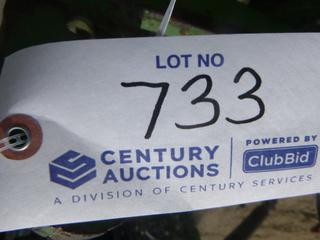 LOT NO
733
CENTURY AUCTIONS
POWERED BY
ClubBid
A DIVISION OF CENTURY SERVICES